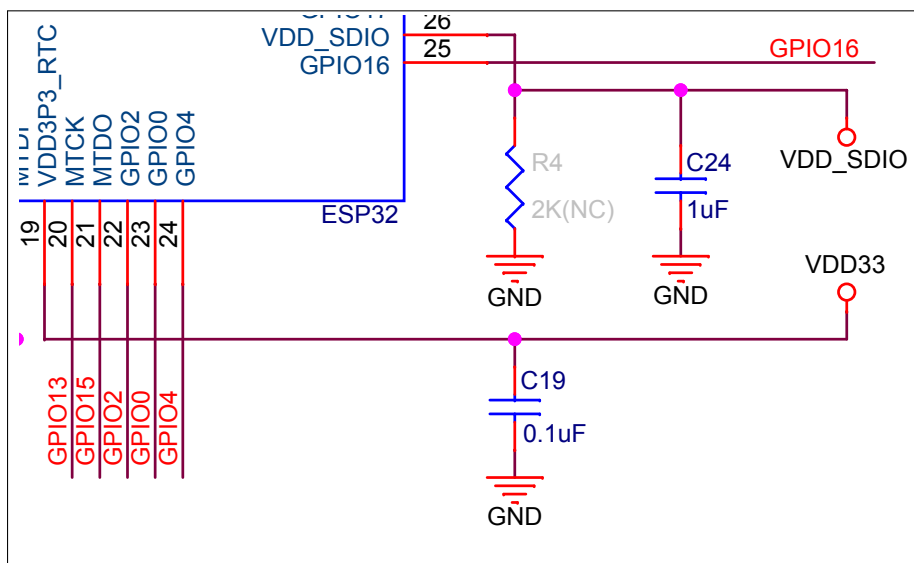 26
VDD_SDIO
25
GPIO16
GPIO16
VDD3P3_RTC
MTCK
MTDO
GPIO2
GPIO0
GPIO4
ESP32
R4
2K(NC)
GND
C24
1uF
GND
VDD_SDIO
19
20
21
22
23
24
VDD33
GPIO13
GPIO15
GPIO2
GPIO0
GPIO4
C19
0.1uF
GND